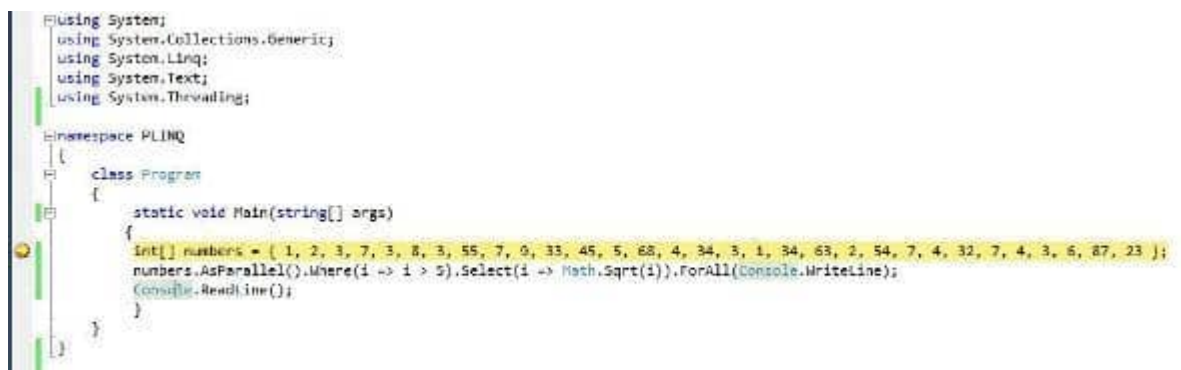 using System;
using System.Collections.Generic;
using System.Linq;
using System.Text;
using System.Threading;
namespace PLINQ
{
class Program
{
static void Main(string[] args)
{
int[] numbers = { 1, 2, 3, 7, 3, 8, 3, 55, 7, 9, 33, 45, 5, 68, 4, 34, 3, 1, 34, 63, 2, 54, 7, 4, 32, 7, 4, 3, 6, 87, 23 };
numbers.AsParallel().Where(i => i > 5).Select(i => Math.Sqrt(i)).ForAll(Console.WriteLine);
Console.ReadLine();
}
}
}